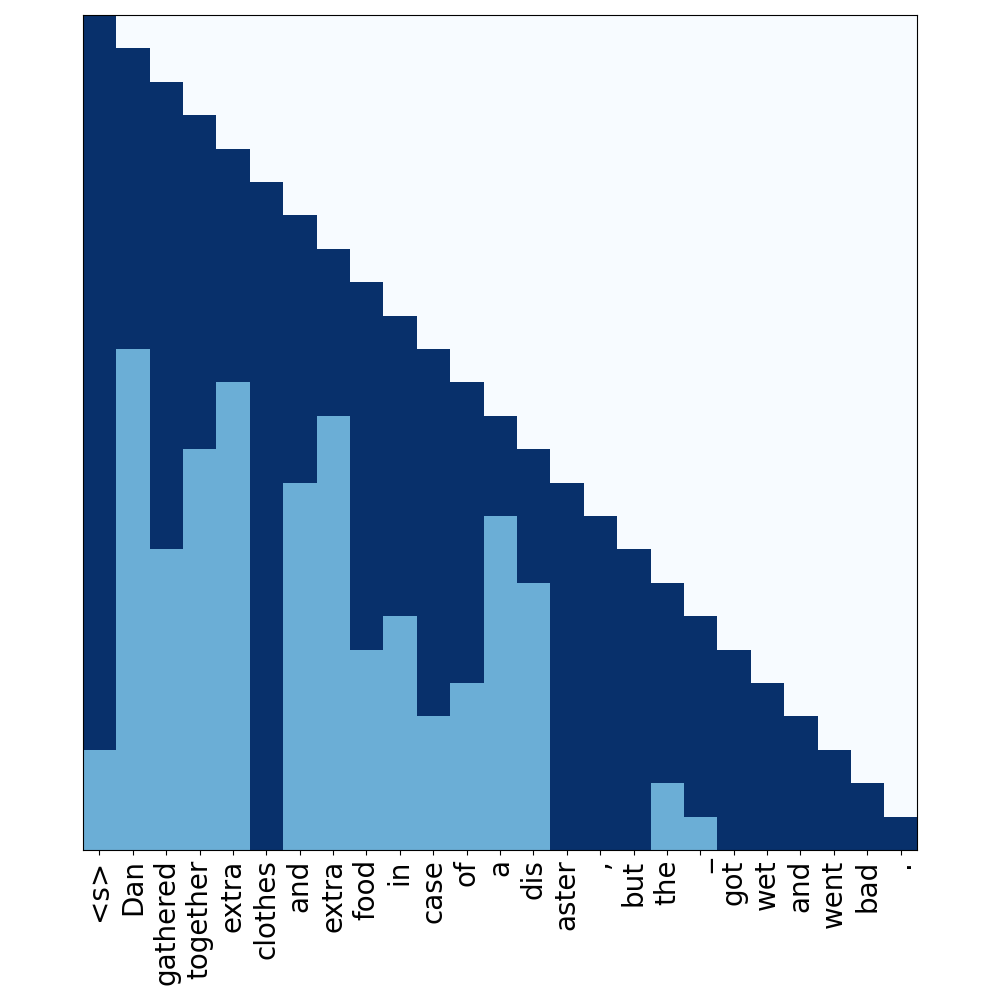 <s>
Dan
gathered
together
extra
clothes
and
extra
food
in
case
of
a
dis
aster
,
but
the
_
got
wet
and
went
bad
.